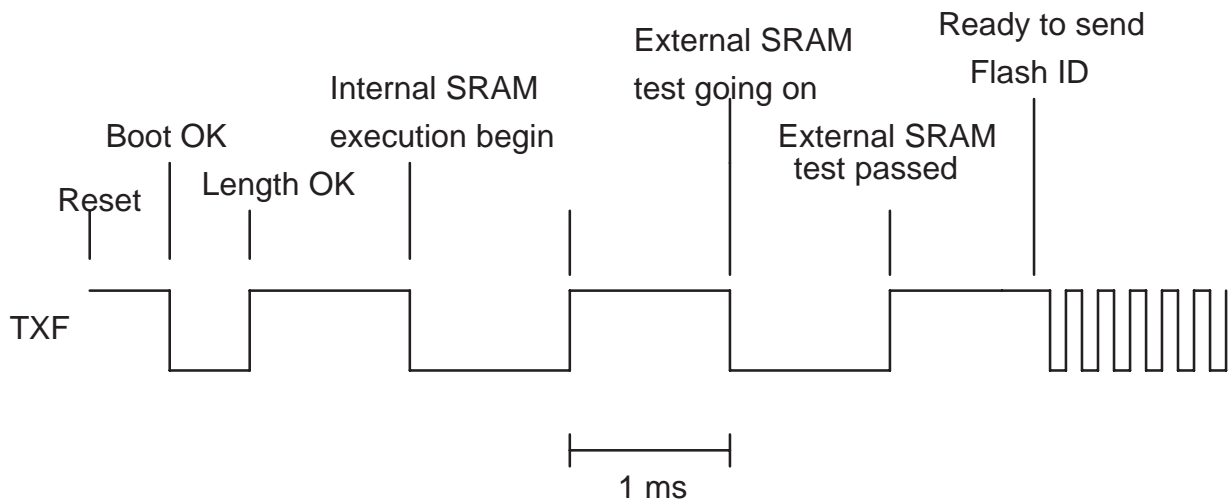 External SRAM
test going on
Ready to send
Flash ID
Internal SRAM
execution begin
Boot OK
External SRAM
test passed
Length OK
Reset
TXF
1 ms